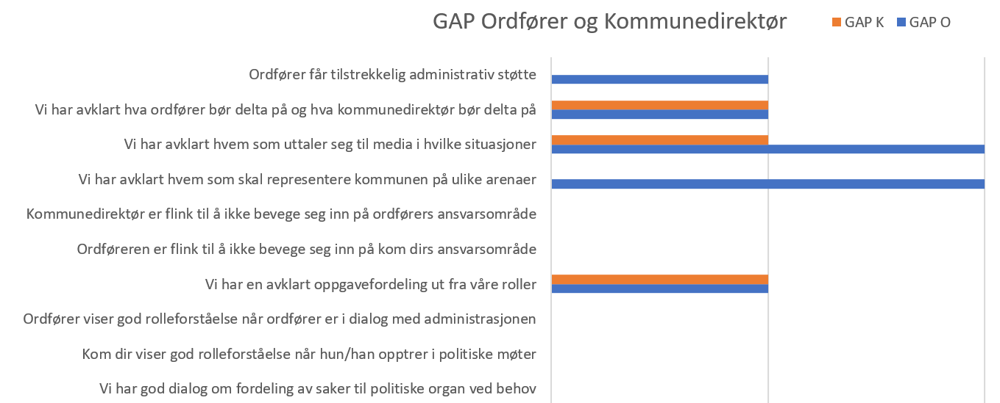 GAP Ordfører og Kommunedirektør
GAP K
GAP O
Ordfører får tilstrekkelig administrativ støtte
Vi har avklart hva ordfører bør delta på og hva kommunedirektør bør delta på
Vi har avklart hvem som uttaler seg til media i hvilke situasjoner
Vi har avklart hvem som skal representere kommunen på ulike arenaer
Kommunedirektør er flink til å ikke bevege seg inn på ordførers ansvarsområde
Ordføreren er flink til å ikke bevege seg inn på kom dirs ansvarsområde
Vi har en avklart oppgavefordeling ut fra våre roller
Ordfører viser god rolleforståelse når ordfører er i dialog med administrasjonen
Kom dir viser god rolleforståelse når hun/han opptrer i politiske møter
Vi har god dialog om fordeling av saker til politiske organ ved behov